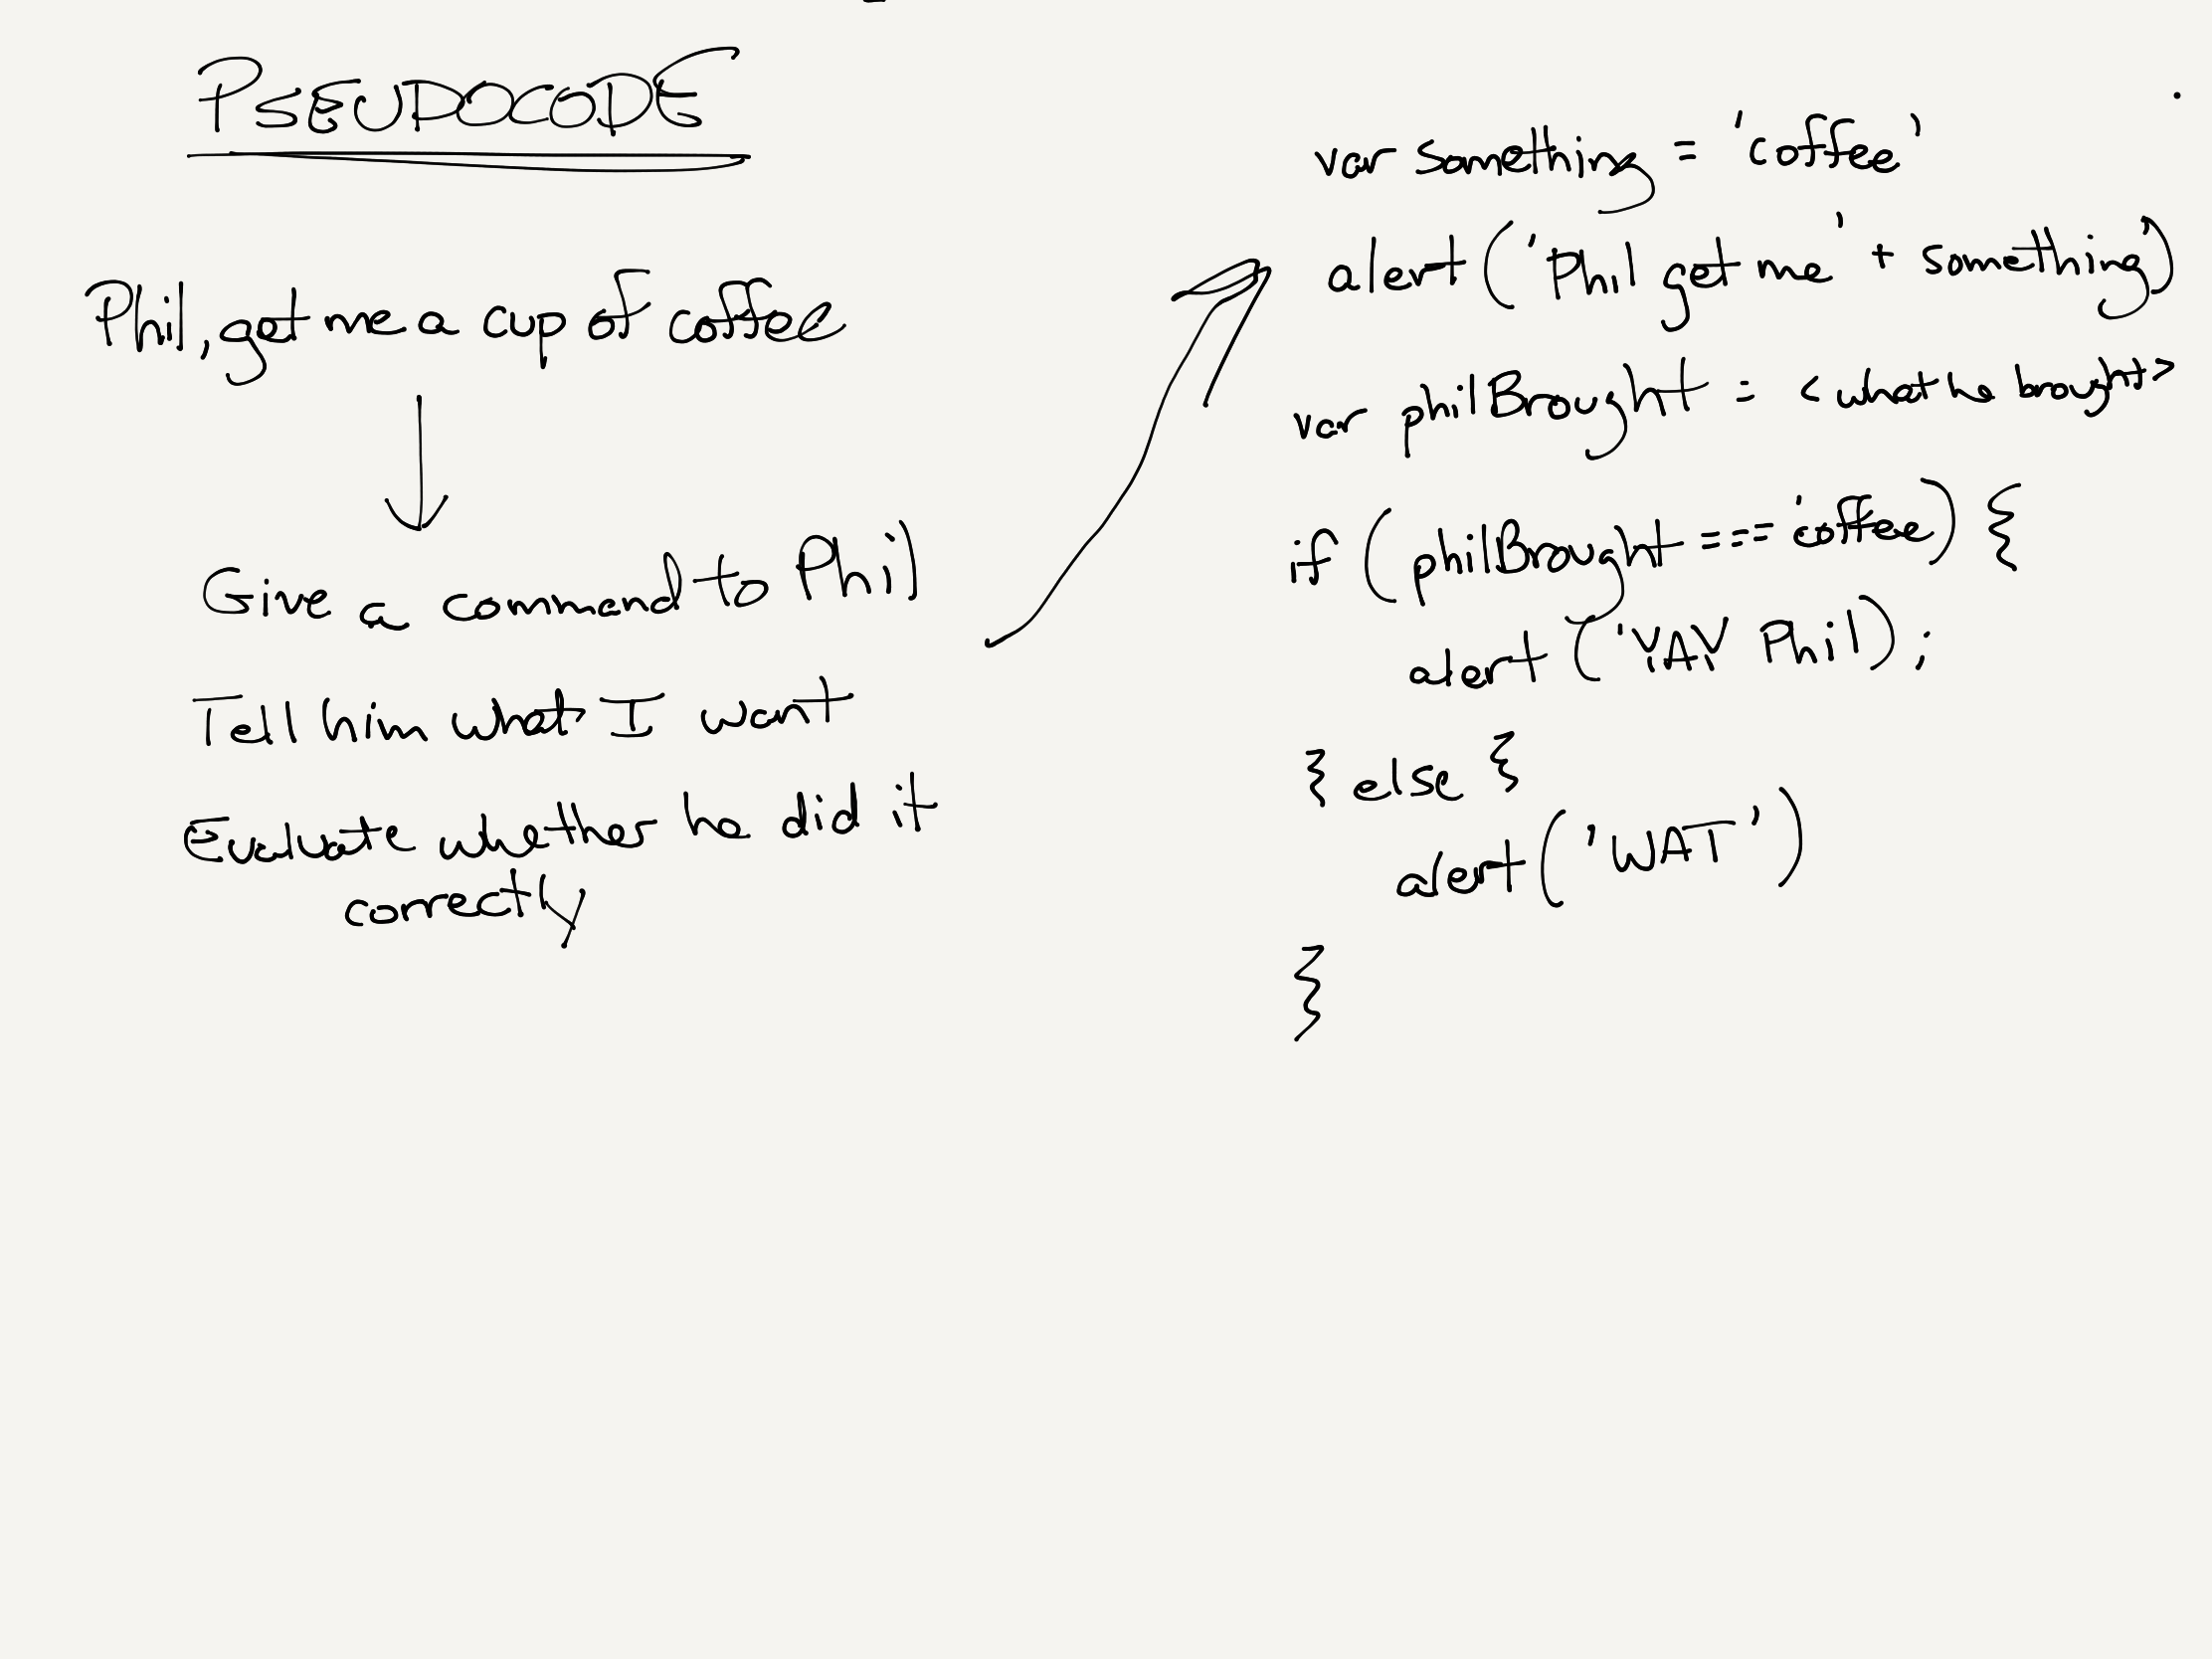 PSEUDOCODE
Phil, get me a cup of coffee
Give a command to Phil
Tell him what I want
Evaluate whether he did it
correctly
var something = 'coffee'
alert ('Phil get me' + something')
var philBrought = <what he brought>
if (philBrought === 'coffee) {
alert ('YAY Phil);
} else {
alert ('WAT')
}